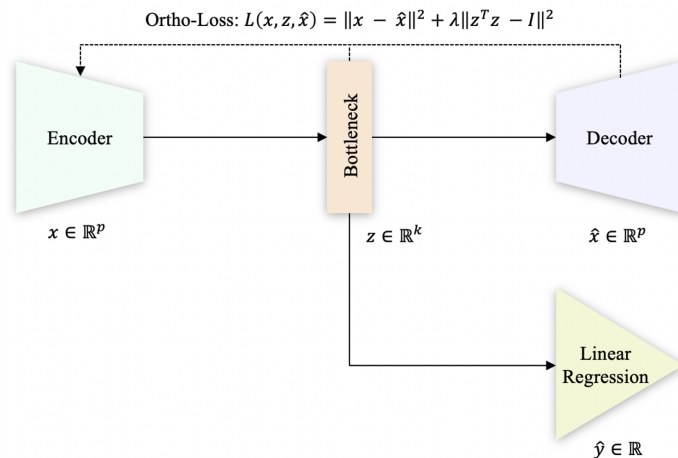 Ortho-Loss: L(x, z, x̂) = ‖x − x̂‖² + λ‖zᵀz − I‖²
Encoder
Bottleneck
Decoder
x ∈ ℝᵖ
z ∈ ℝᵏ
x̂ ∈ ℝᵖ
Linear
Regression
ŷ ∈ ℝ